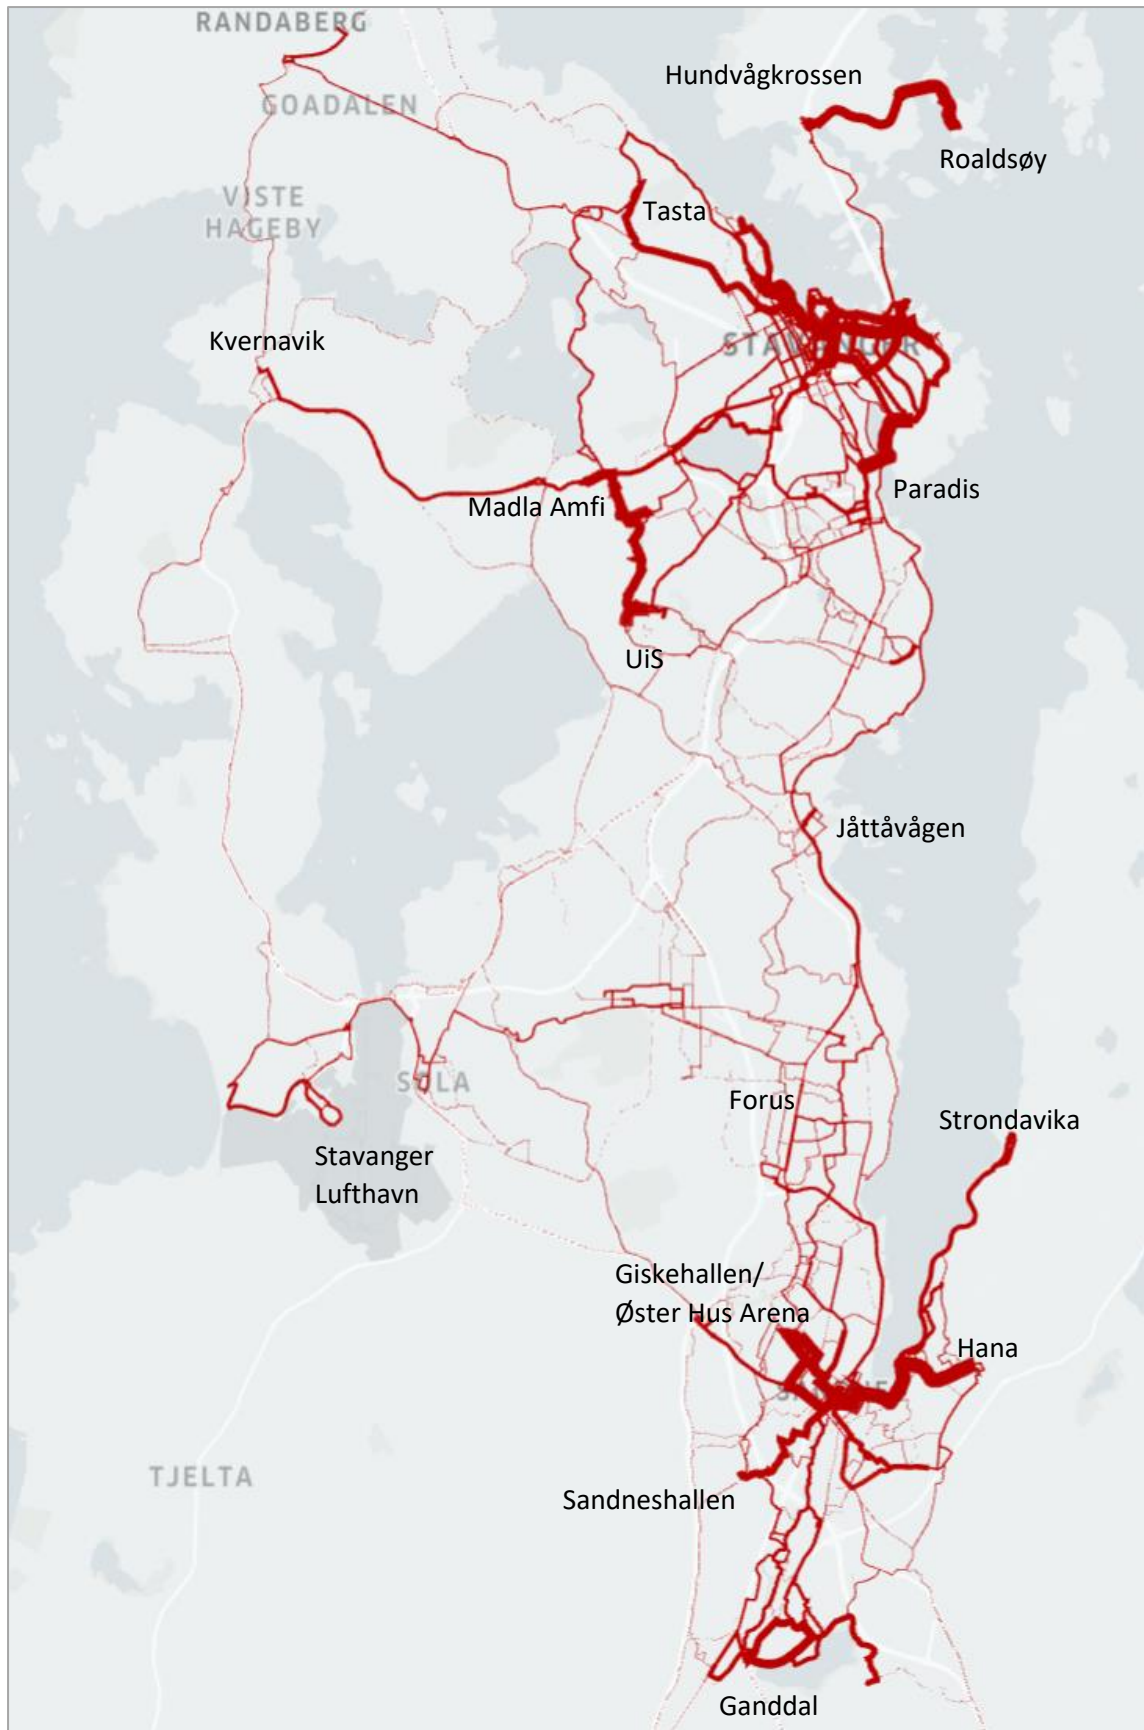 RANDABERG
Hundvågkrossen
GOADALEN
Roaldsøy
VISTE
HAGEBY
Tasta
Kvernavik
STAVANGER
Paradis
Madla Amfi
UiS
Jåttåvågen
SOLA
Forus
Strondavika
Stavanger
Lufthavn
Giskehallen/
Øster Hus Arena
Hana
TJELTA
Sandneshallen
Ganddal